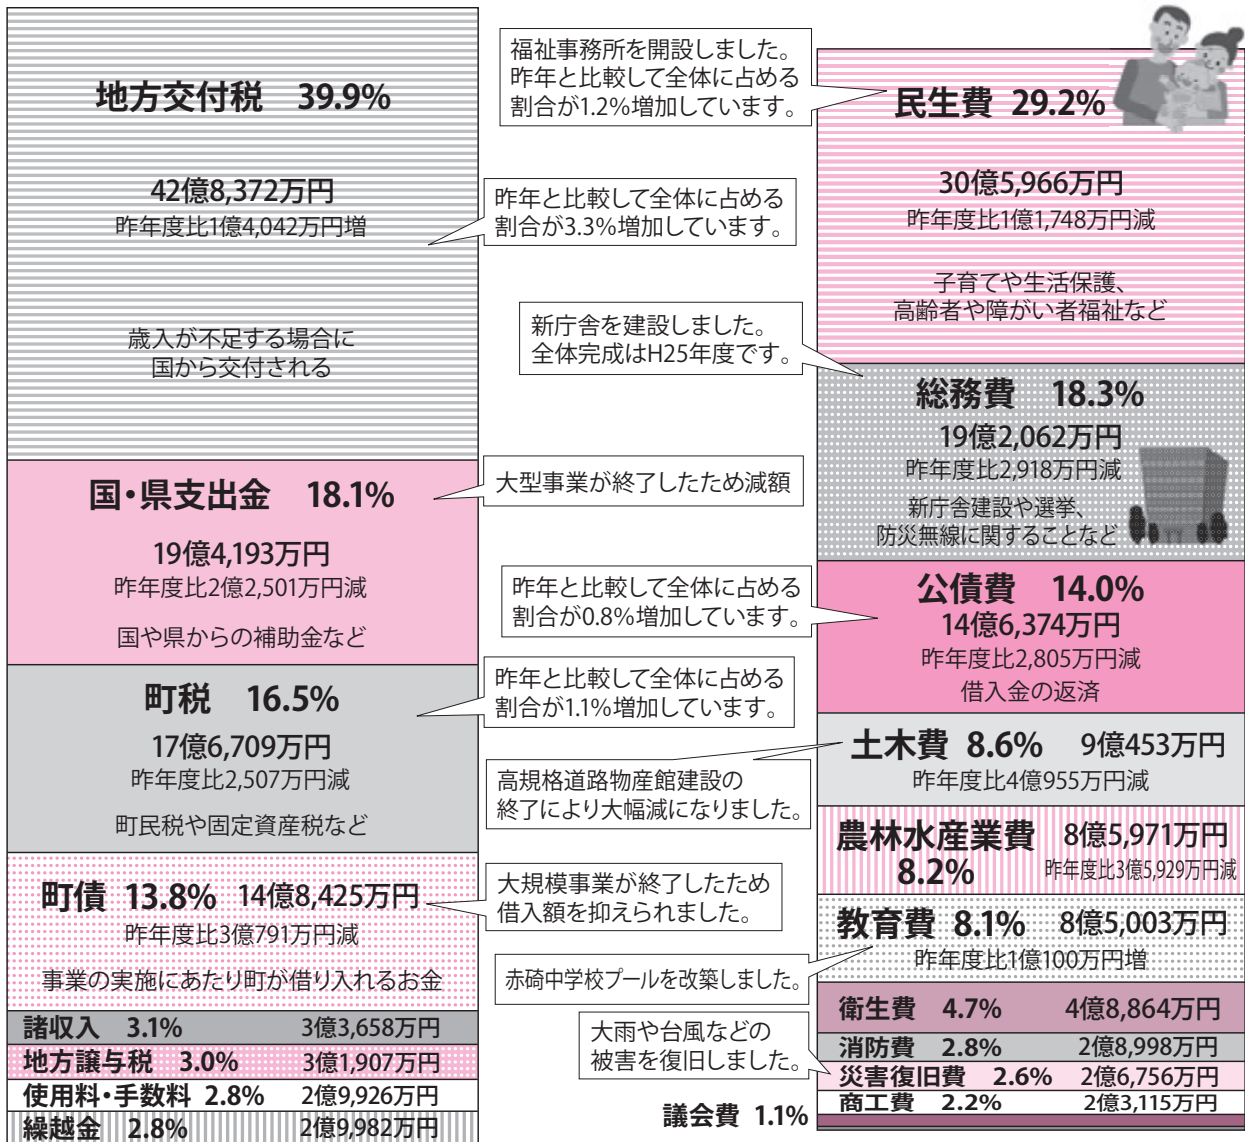 地方交付税 39.9%
42億8,372万円
昨年度比1億4,042万円増
歳入が不足する場合に
国から交付される
国・県支出金 18.1%
19億4,193万円
昨年度比2億2,501万円減
国や県からの補助金など
町税 16.5%
17億6,709万円
昨年度比2,507万円減
町民税や固定資産税など
町債 13.8% 14億8,425万円
昨年度比3億791万円減
事業の実施にあたり町が借り入れるお金
諸収入 3.1% 3億3,658万円
地方譲与税 3.0% 3億1,907万円
使用料・手数料 2.8% 2億9,926万円
繰越金 2.8% 2億9,982万円
福祉事務所を開設しました。
昨年と比較して全体に占める
割合が1.2%増加しています。
昨年と比較して全体に占める
割合が3.3%増加しています。
新庁舎を建設しました。
全体完成はH25年度です。
大型事業が終了したため減額
昨年と比較して全体に占める
割合が0.8%増加しています。
昨年と比較して全体に占める
割合が1.1%増加しています。
高規格道路物産館建設の
終了により大幅減になりました。
大規模事業が終了したため
借入額を抑えられました。
赤碕中学校プールを改築しました。
大雨や台風などの
被害を復旧しました。
民生費 29.2%
30億5,966万円
昨年度比1億1,748万円減
子育てや生活保護、
高齢者や障がい者福祉など
総務費 18.3%
19億2,062万円
昨年度比2,918万円減
新庁舎建設や選挙、
防災無線に関することなど
公債費 14.0%
14億6,374万円
昨年度比2,805万円減
借入金の返済
土木費 8.6% 9億453万円
昨年度比4億955万円減
農林水産業費 8億5,971万円
8.2% 昨年度比3億5,929万円減
教育費 8.1% 8億5,003万円
昨年度比1億100万円増
衛生費 4.7% 4億8,864万円
消防費 2.8% 2億8,998万円
災害復旧費 2.6% 2億6,756万円
商工費 2.2% 2億3,115万円
議会費 1.1%